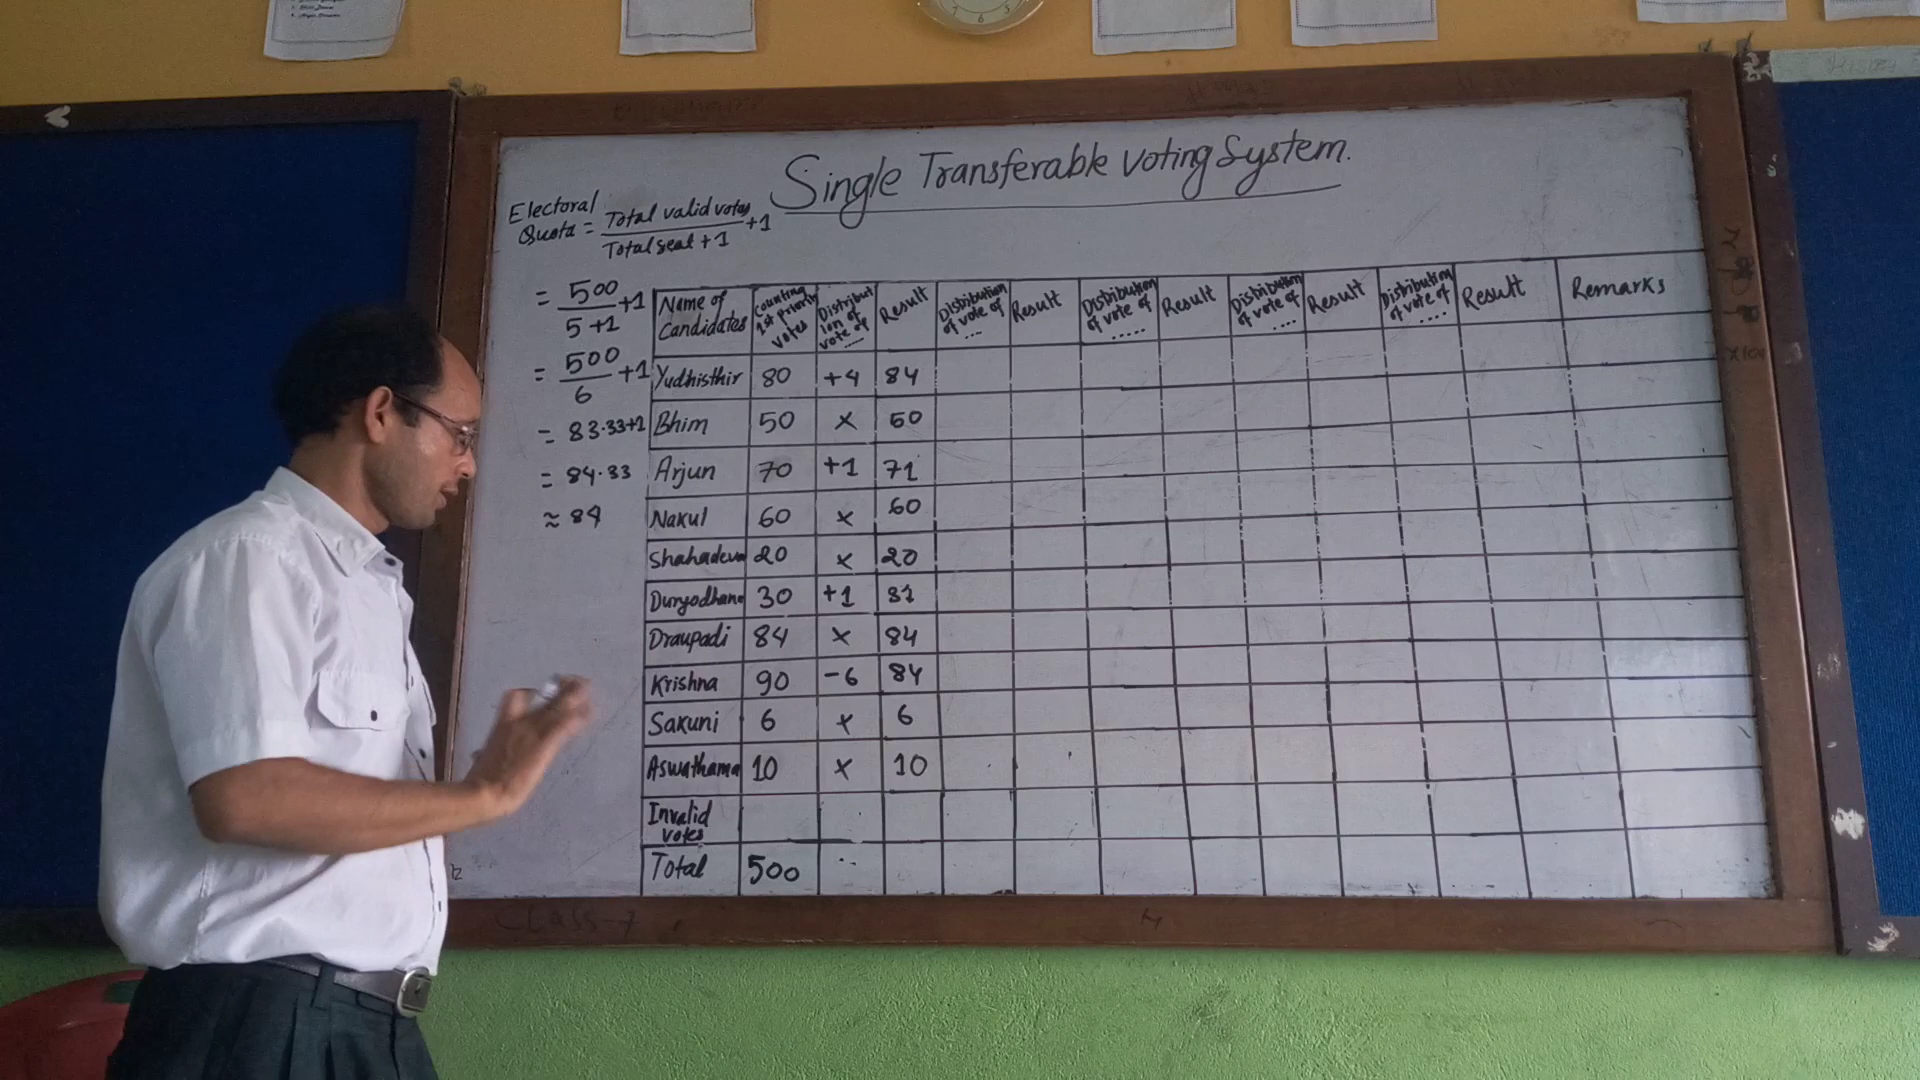 Single Transferable Voting System.
Electoral
Quota = Total valid votes / Total seat + 1 + 1
= 500 / 5 + 1 + 1
= 500 / 6 + 1
= 83.33+1
= 84.33
≈ 84
Name of Candidates | Counting 1st Priority votes | Distribution of vote of .... | Result | Distribution of vote of .... | Result | Distribution of vote of ..... | Result | Distribution of vote of .... | Result | Distribution of vote of .... | Result | Remarks
Yudhisthir 80 +4 84
Bhim 50 x 50
Arjun 70 +1 71
Nakul 60 x 60
Shahadeva 20 x 20
Duryodhana 30 +1 31
Draupadi 84 x 84
Krishna 90 -6 84
Sakuni 6 x 6
Aswathama 10 x 10
Invalid votes
Total 500
Class-7